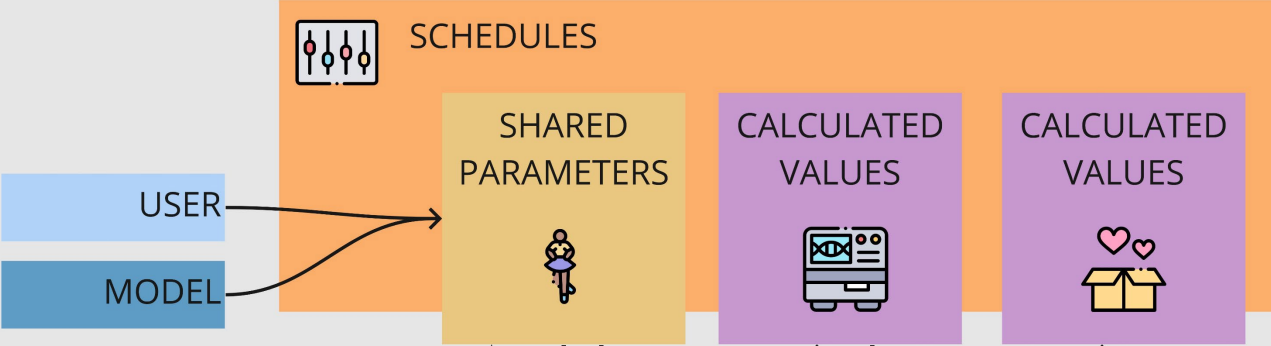 SCHEDULES
SHARED
PARAMETERS
CALCULATED
VALUES
CALCULATED
VALUES
USER
MODEL